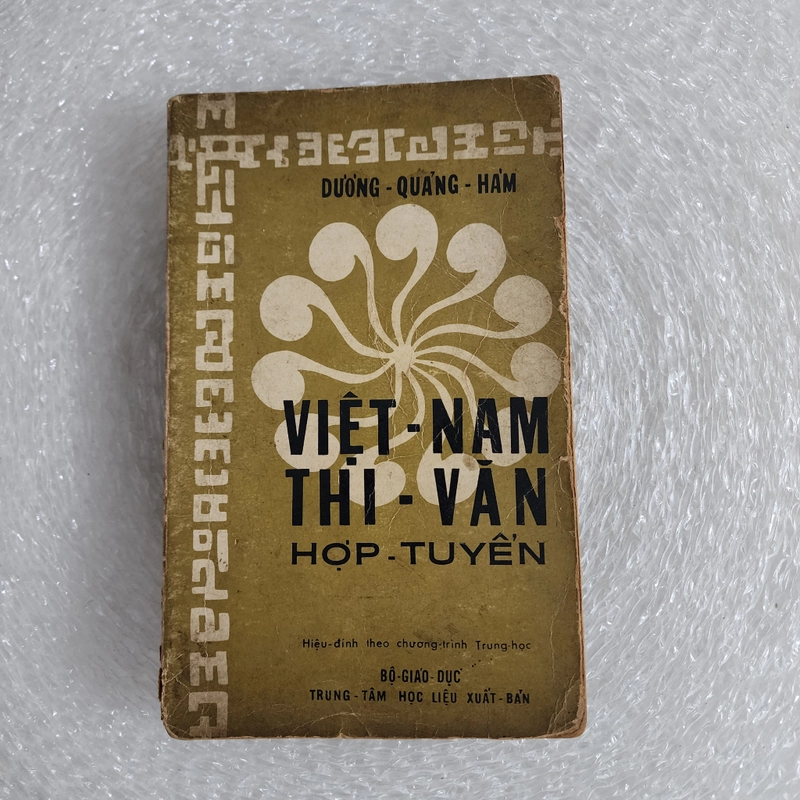 DƯƠNG - QUẢNG - HÀM
VIỆT - NAM
THI - VĂN
HỢP - TUYỂN
Hiệu-đính theo chương-trình Trung-học
BỘ-GIÁO-DỤC
TRUNG-TÂM HỌC LIỆU XUẤT-BẢN